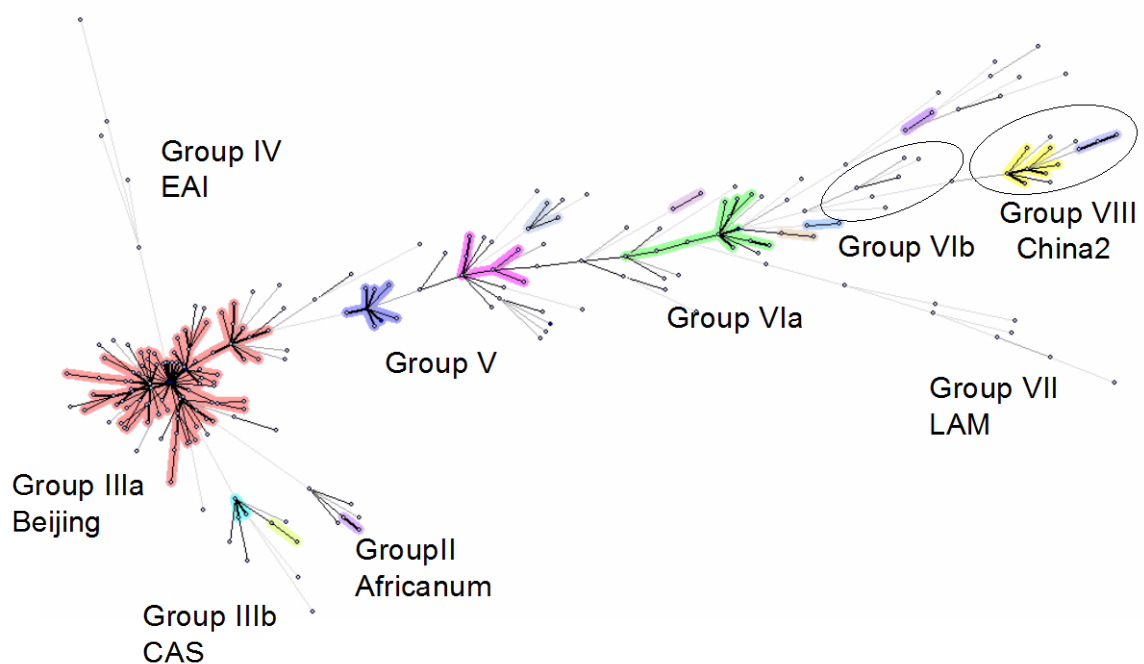 Group IV
EAI
Group VIII
China2
Group VIb
Group VIa
Group V
Group VII
LAM
Group IIIa
Beijing
GroupII
Africanum
Group IIIb
CAS